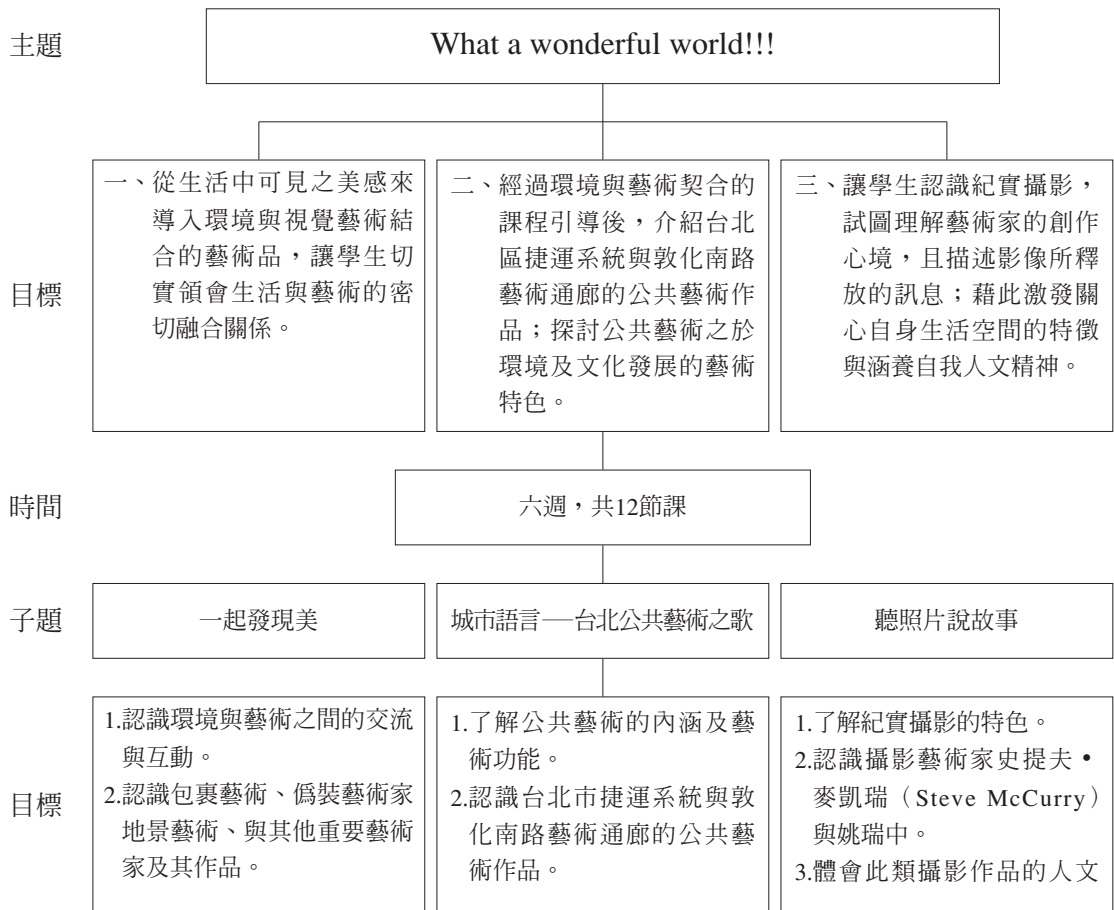 主題
What a wonderful world!!!
目標
一、從生活中可見之美感來
導入環境與視覺藝術結
合的藝術品，讓學生切
實領會生活與藝術的密
切融合關係。
二、經過環境與藝術契合的
課程引導後，介紹台北
區捷運系統與敦化南路
藝術通廊的公共藝術作
品；探討公共藝術之於
環境及文化發展的藝術
特色。
三、讓學生認識紀實攝影，
試圖理解藝術家的創作
心境，且描述影像所釋
放的訊息；藉此激發關
心自身生活空間的特徵
與涵養自我人文精神。
時間
六週，共12節課
子題
一起發現美
城市語言──台北公共藝術之歌
聽照片說故事
目標
1.認識環境與藝術之間的交流
與互動。
2.認識包裹藝術、偽裝藝術家
地景藝術、與其他重要藝術
家及其作品。
1.了解公共藝術的內涵及藝
術功能。
2.認識台北市捷運系統與敦
化南路藝術通廊的公共藝
術作品。
1.了解紀實攝影的特色。
2.認識攝影藝術家史提夫•
麥凱瑞（Steve McCurry）
與姚瑞中。
3.體會此類攝影作品的人文